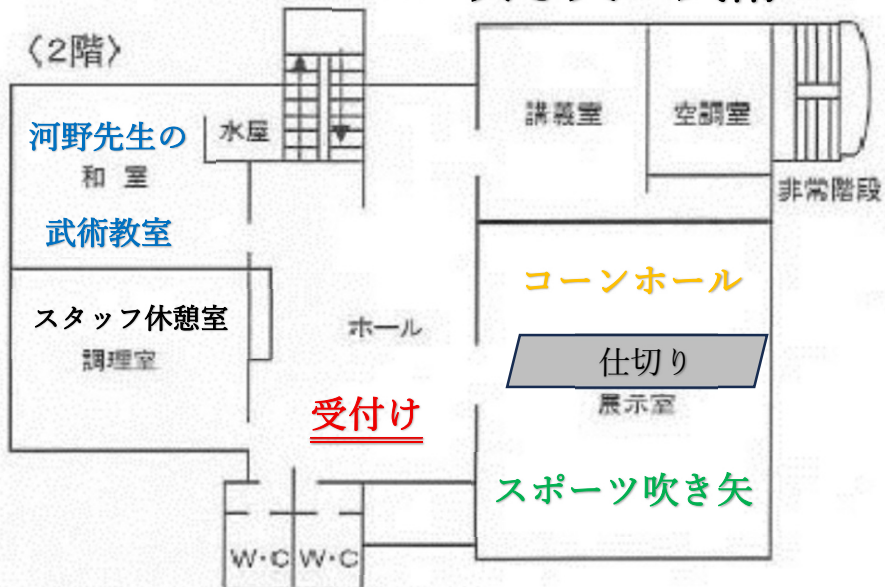 〈2階〉
河野先生の
和 室
武術教室
水屋
講義室
空調室
非常階段
スタッフ休憩室
調理室
ホール
受付け
コーンホール
仕切り
展示室
スポーツ吹き矢
W・C
W・C